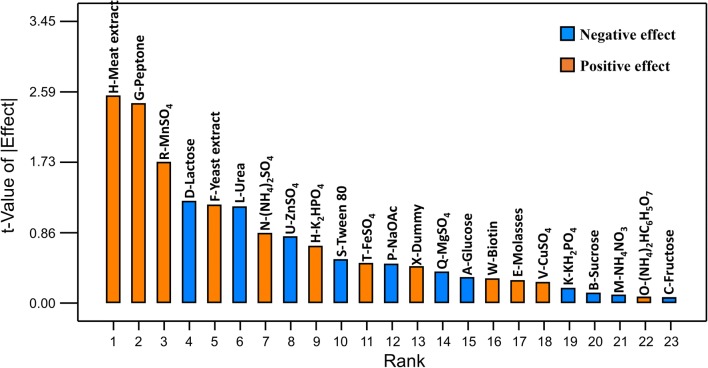 3.45
2.59
1.73
0.86
0.00
t-Value of |Effect|
Negative effect
Positive effect
H-Meat extract
G-Peptone
R-MnSO₄
D-Lactose
F-Yeast extract
L-Urea
N-(NH₄)₂SO₄
U-ZnSO₄
H-K₂HPO₄
S-Tween 80
T-FeSO₄
P-NaOAc
X-Dummy
Q-MgSO₄
A-Glucose
W-Biotin
E-Molasses
V-CuSO₄
K-KH₂PO₄
B-Sucrose
M-NH₄NO₃
O-(NH₄)₂HC₆H₅O₇
C-Fructose
1 2 3 4 5 6 7 8 9 10 11 12 13 14 15 16 17 18 19 20 21 22 23
Rank